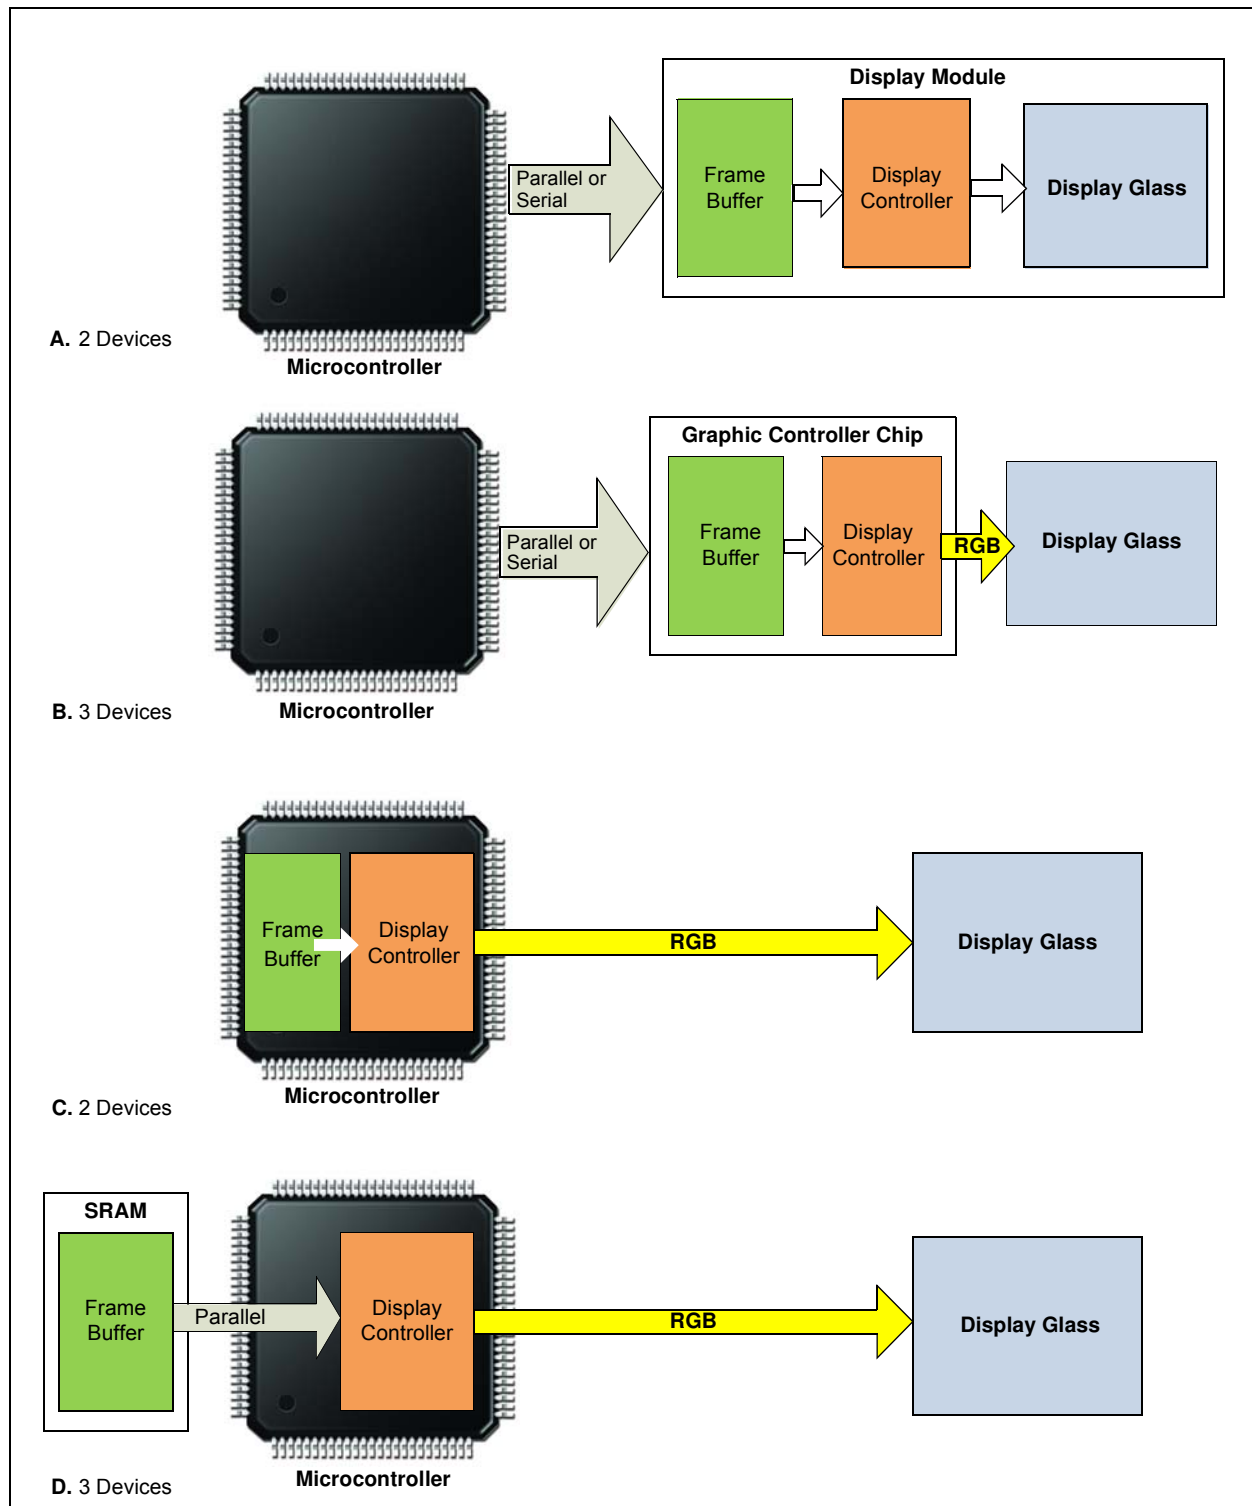 Display Module
Parallel or
Serial
Frame
Buffer
Display
Controller
Display Glass
A. 2 Devices
Microcontroller
Graphic Controller Chip
Parallel or
Serial
Frame
Buffer
Display
Controller
RGB
Display Glass
B. 3 Devices
Microcontroller
Frame
Buffer
Display
Controller
RGB
Display Glass
Microcontroller
C. 2 Devices
SRAM
Frame
Buffer
Parallel
Display
Controller
RGB
Display Glass
Microcontroller
D. 3 Devices